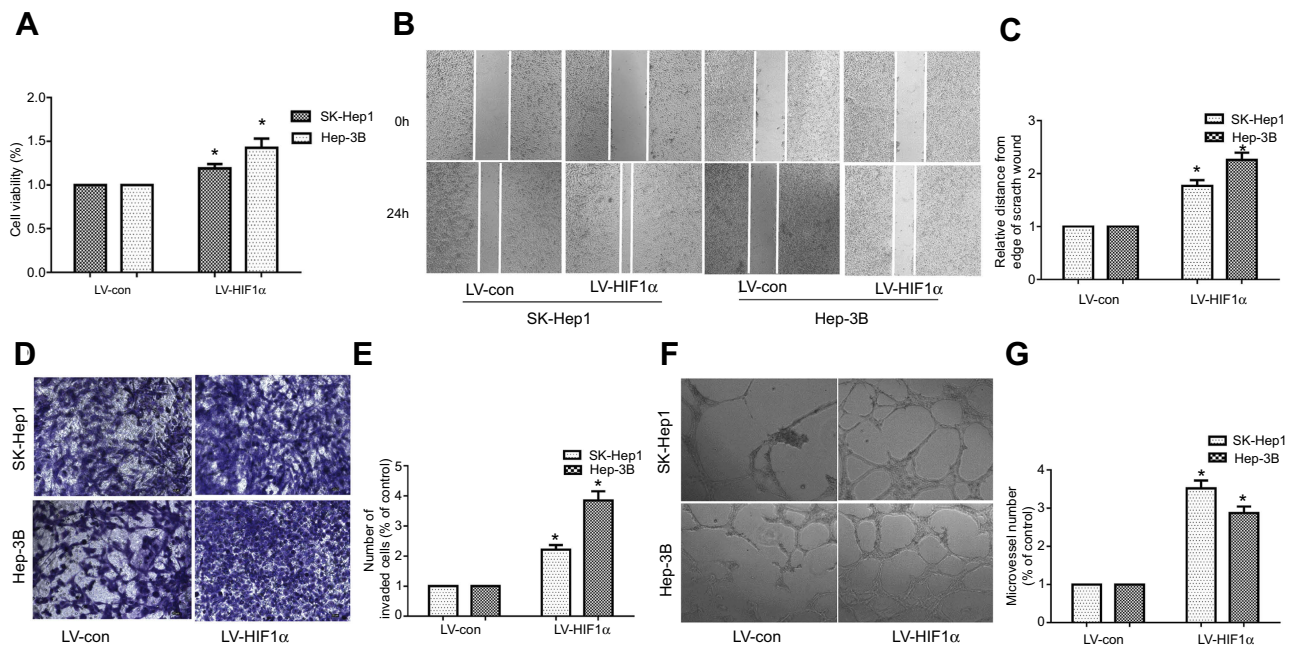 A
2.0
1.5
1.0
0.5
0.0
Cell viability (%)
* *
SK-Hep1
Hep-3B
LV-con LV-HIF1α
B
0h
24h
LV-con LV-HIF1α LV-con LV-HIF1α
SK-Hep1 Hep-3B
C
3
2
1
0
Relative distance from
edge of scracth wound
* *
SK-Hep1
Hep-3B
LV-con LV-HIF1α
D
SK-Hep1
Hep-3B
LV-con LV-HIF1α
E
5
4
3
2
1
0
Number of
invaded cells (% of control)
* *
SK-Hep1
Hep-3B
LV-con LV-HIF1α
F
SK-Hep1
Hep-3B
LV-con LV-HIF1α
G
4
3
2
1
0
Microvessel number
(% of control)
* *
SK-Hep1
Hep-3B
LV-con LV-HIF1α